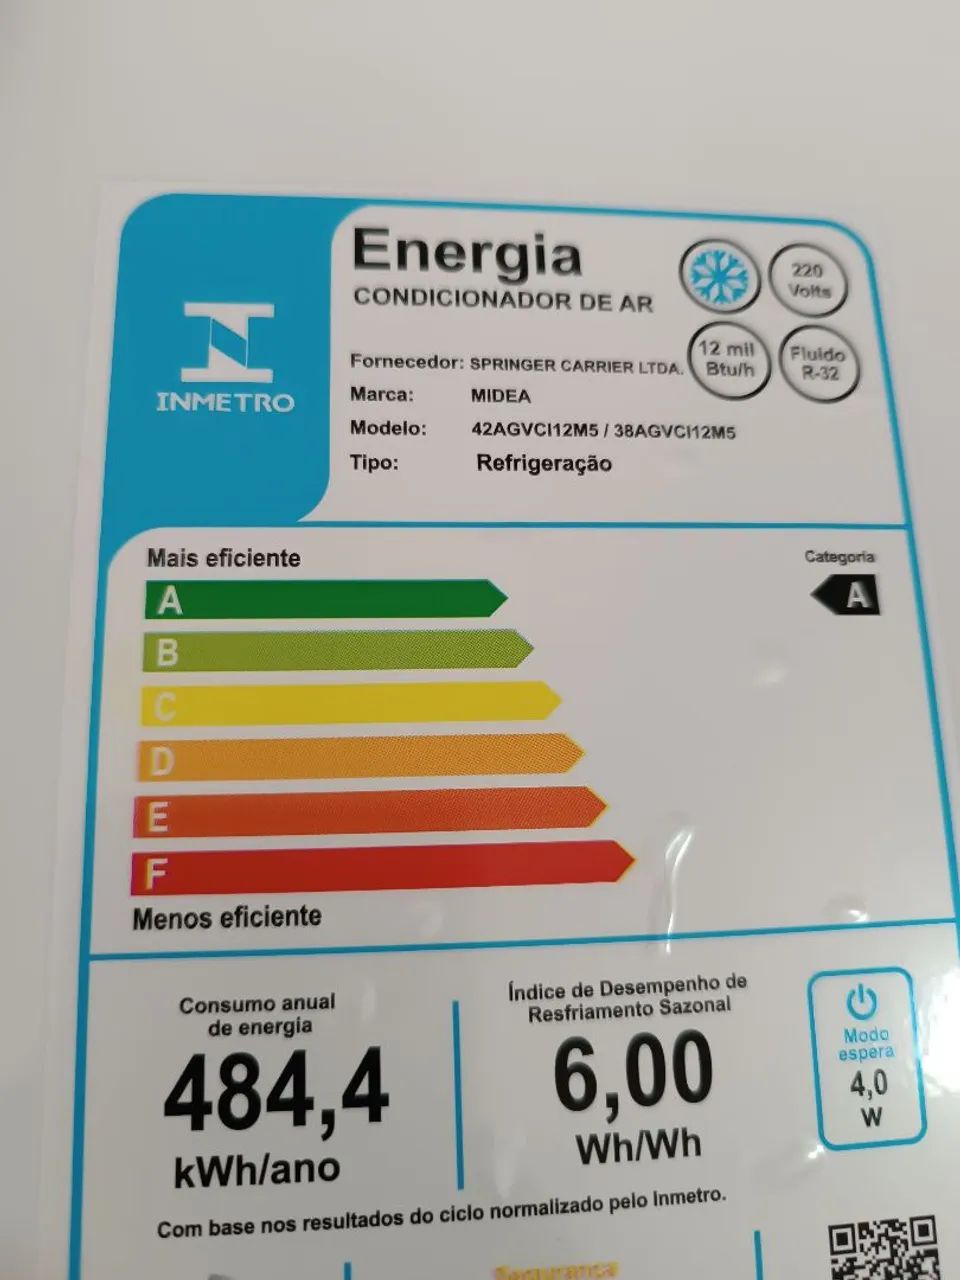 INMETRO
Energia
CONDICIONADOR DE AR
220
Volts
12 mil
Btu/h
Fluido
R-32
Fornecedor: SPRINGER CARRIER LTDA.
Marca: MIDEA
Modelo: 42AGVCI12M5 / 38AGVCI12M5
Tipo: Refrigeração
Mais eficiente
Categoria
A
A
B
C
D
E
F
Menos eficiente
Consumo anual
de energia
484,4
kWh/ano
Índice de Desempenho de
Resfriamento Sazonal
6,00
Wh/Wh
Modo
espera
4,0
W
Com base nos resultados do ciclo normalizado pelo Inmetro.
Segurança